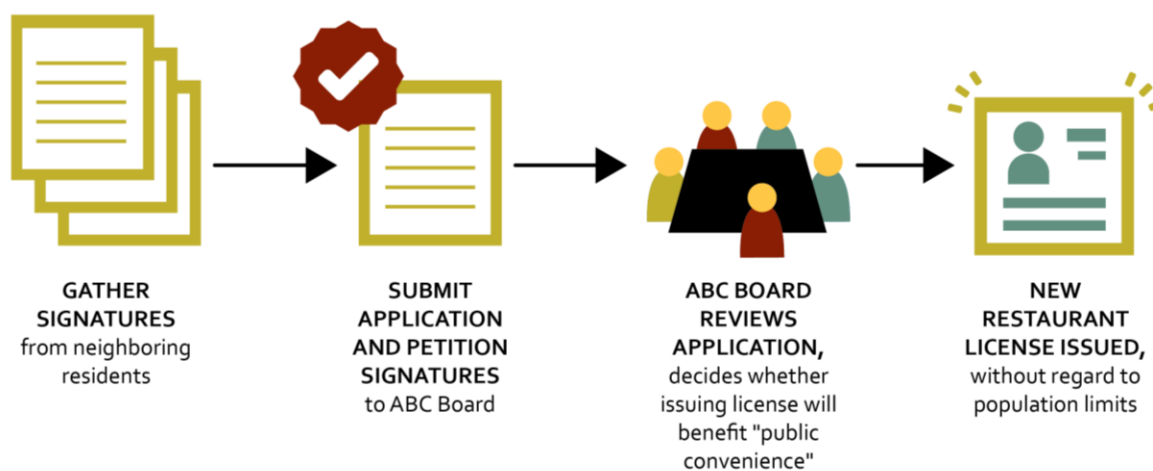 GATHER
SIGNATURES
from neighboring
residents
SUBMIT
APPLICATION
AND PETITION
SIGNATURES
to ABC Board
ABC BOARD
REVIEWS
APPLICATION,
decides whether
issuing license will
benefit "public
convenience"
NEW
RESTAURANT
LICENSE ISSUED,
without regard to
population limits